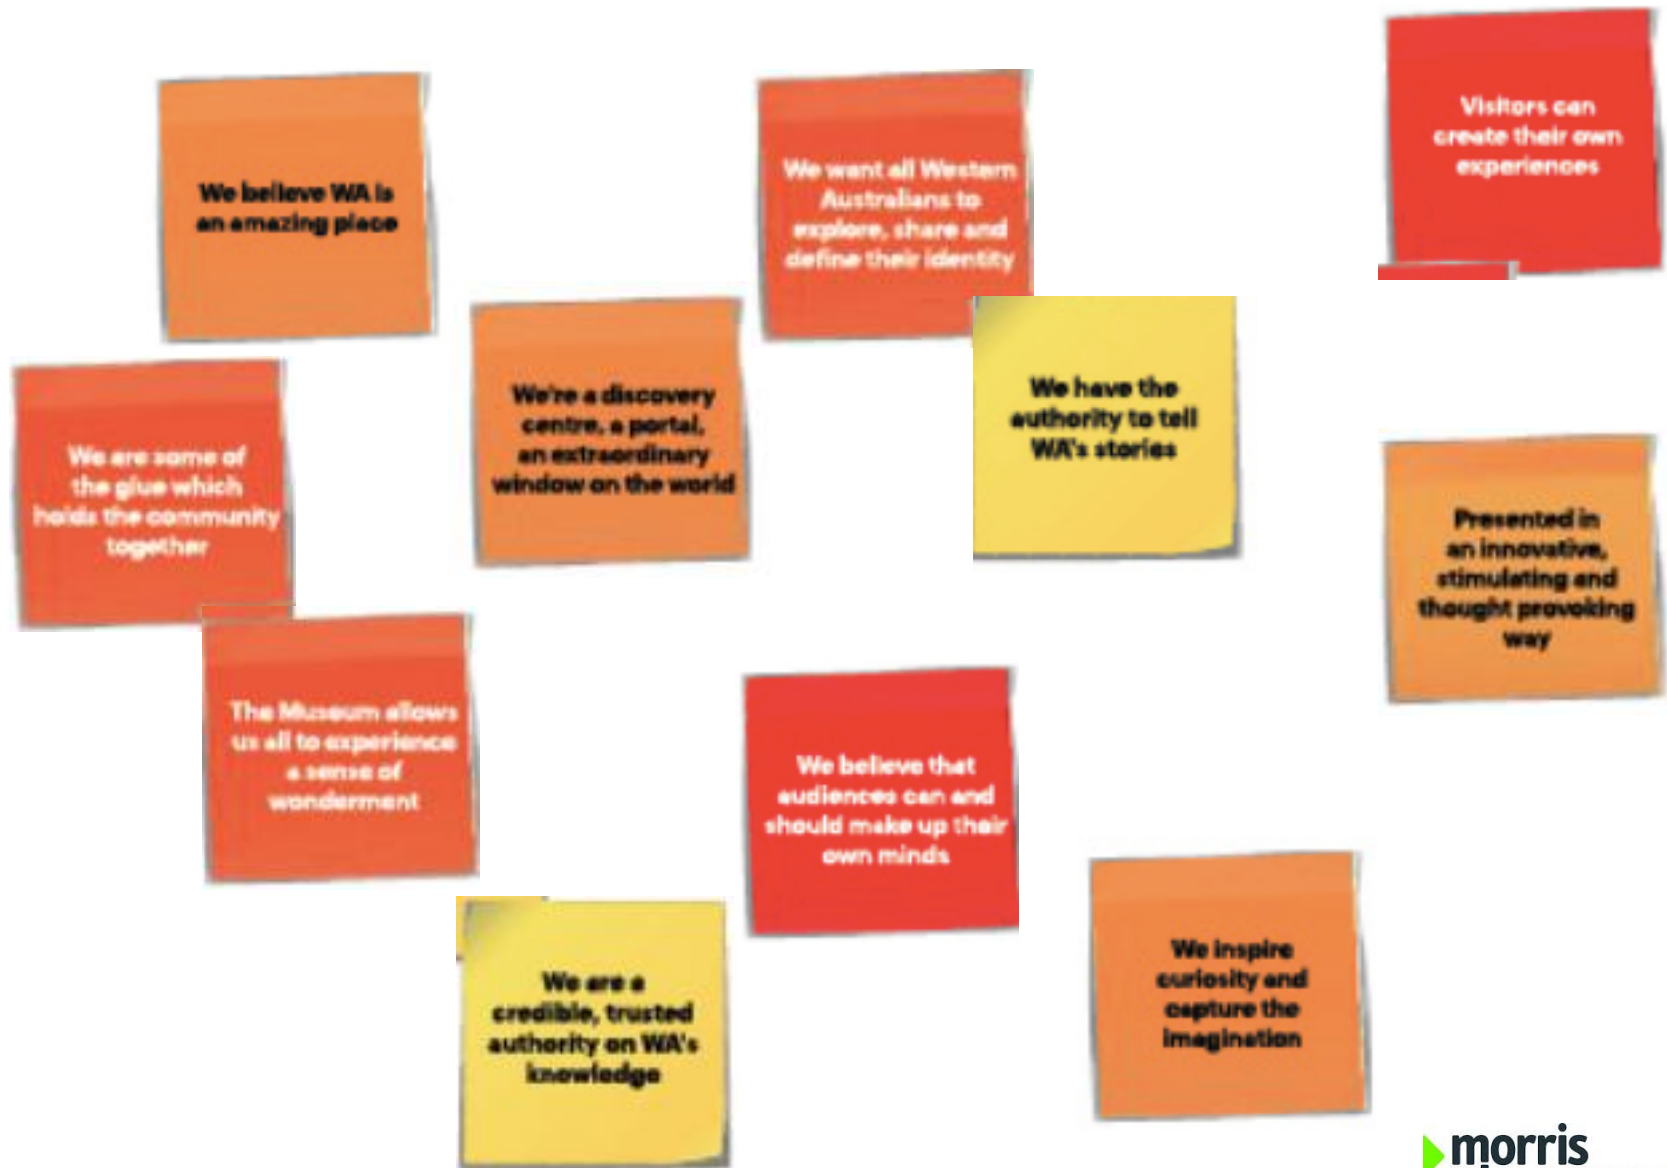 We believe WA is
an amazing place
We want all Western
Australians to
explore, share and
define their identity
Visitors can
create their own
experiences
We are some of
the glue which
holds the community
together
We're a discovery
centre, a portal,
an extraordinary
window on the world
We have the
authority to tell
WA's stories
Presented in
an innovative,
stimulating and
thought provoking
way
The Museum allows
us all to experience
a sense of
wonderment
We believe that
audiences can and
should make up their
own minds
We are a
credible, trusted
authority on WA's
knowledge
We inspire
curiosity and
capture the
imagination
morris